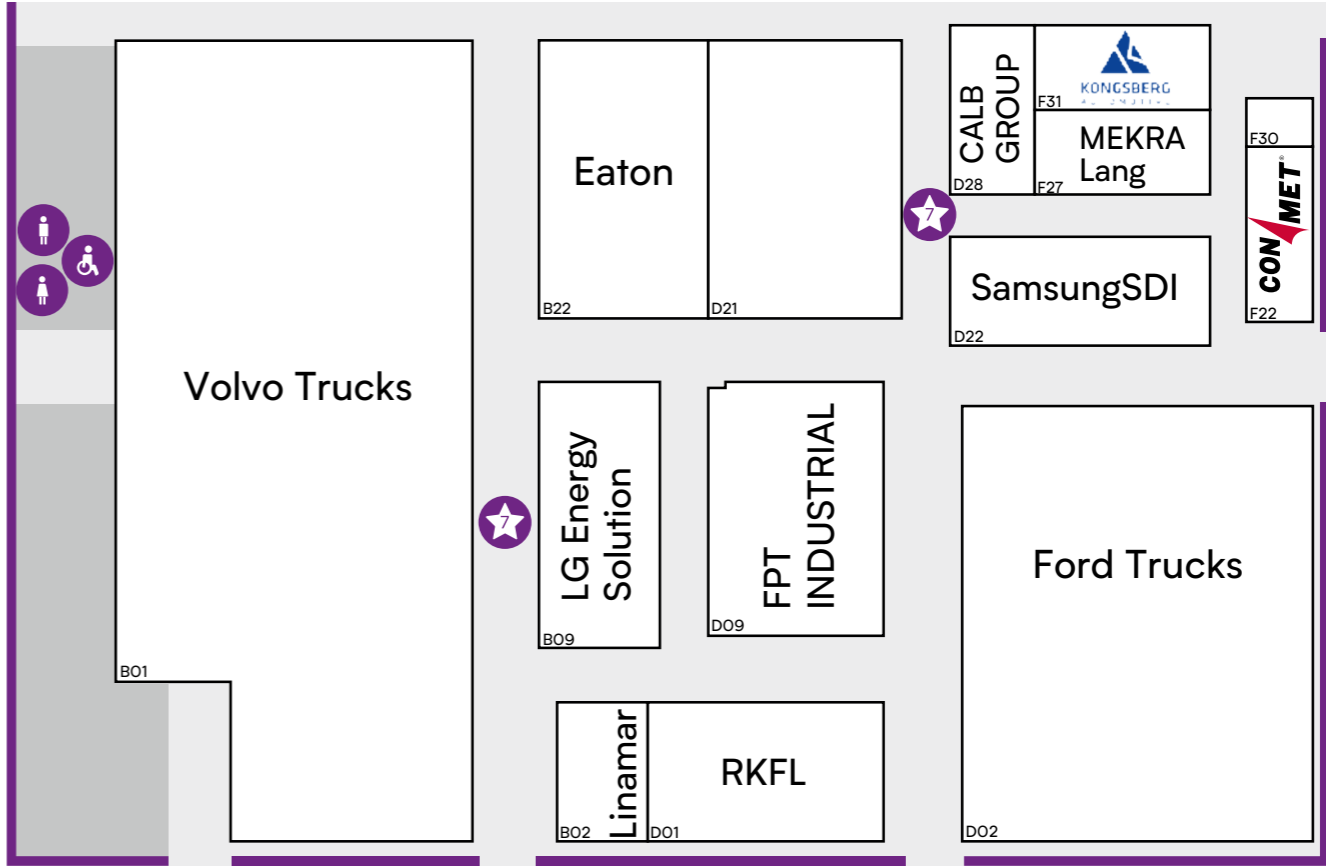 CALB
GROUP
D28
KONGSBERG
AUTOMOTIVE
F31
MEKRA
Lang
F27
F30
CONMET
F22
Eaton
B22
D21
7
SamsungSDI
D22
Volvo Trucks
B01
7
LG Energy
Solution
B09
FPT
INDUSTRIAL
D09
Ford Trucks
D02
Linamar
B02
RKFL
D01